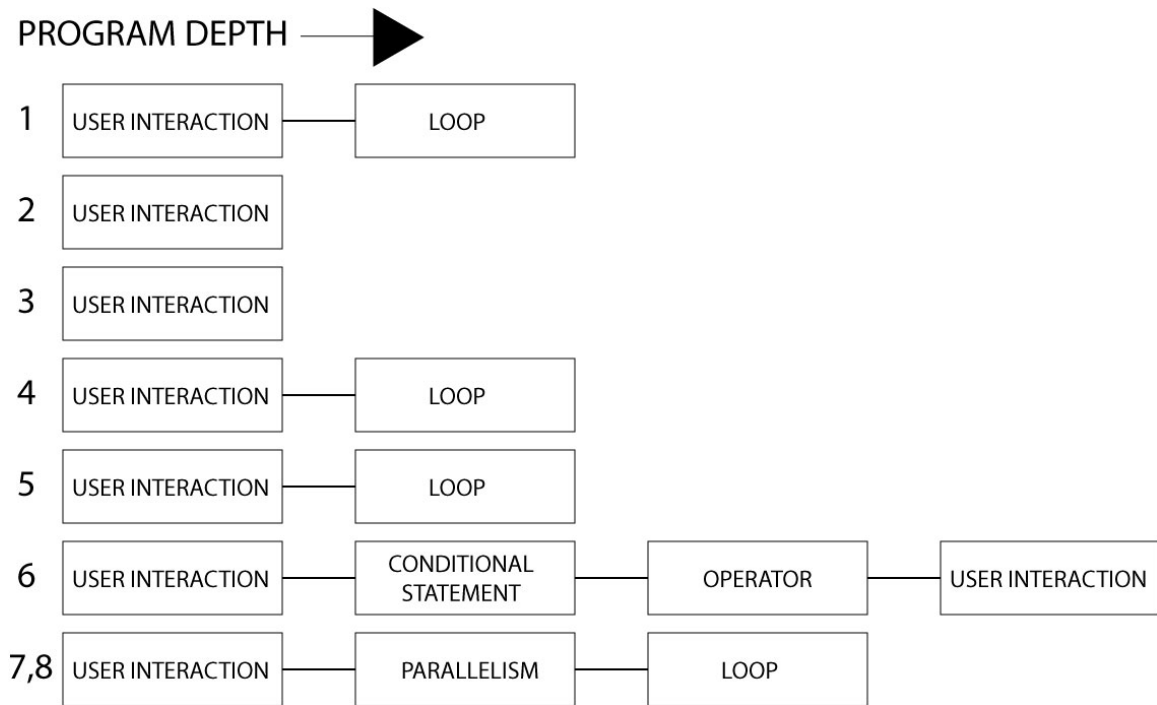 PROGRAM DEPTH
1 USER INTERACTION LOOP
2 USER INTERACTION
3 USER INTERACTION
4 USER INTERACTION LOOP
5 USER INTERACTION LOOP
6 USER INTERACTION CONDITIONAL STATEMENT OPERATOR USER INTERACTION
7,8 USER INTERACTION PARALLELISM LOOP